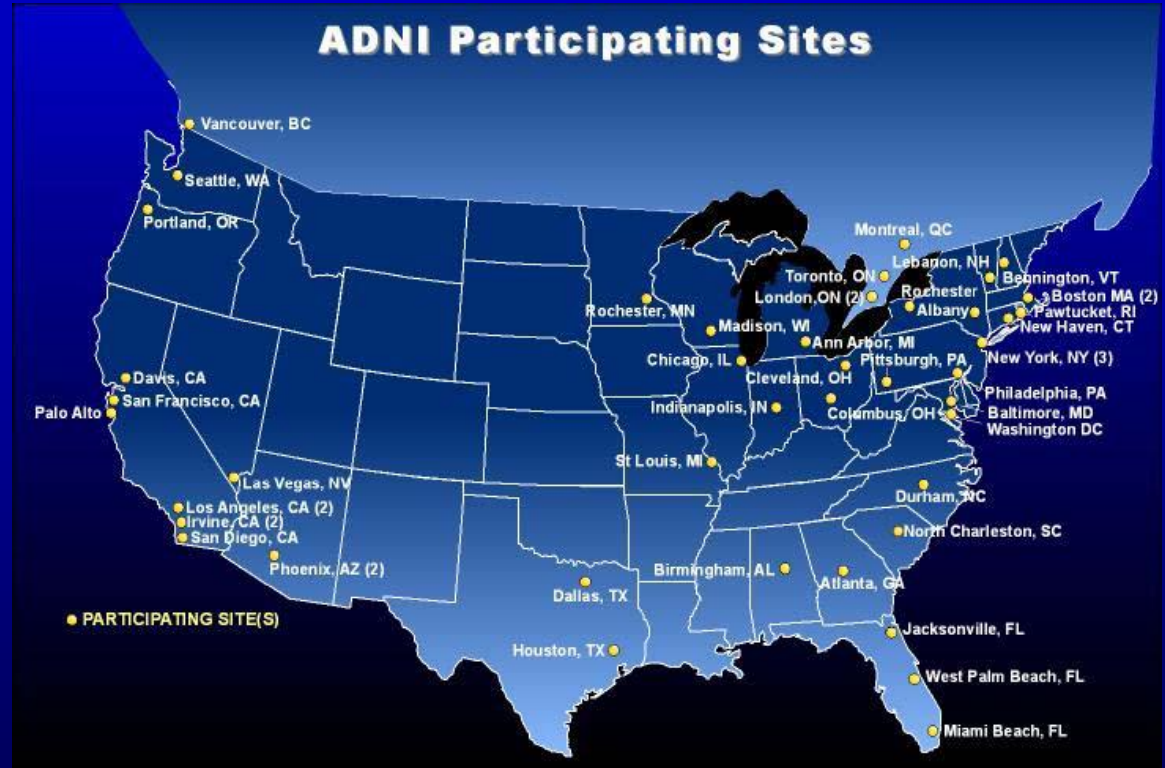 ADNI Participating Sites
Vancouver, BC
Seattle, WA
Portland, OR
Montreal, QC
Lebanon, NH
Toronto, ON
Bennington, VT
London,ON (2)
Rochester
Boston MA (2)
Rochester, MN
Albany
Pawtucket, RI
Madison, WI
New Haven, CT
Ann Arbor, MI
Chicago, IL
Pittsburgh, PA
New York, NY (3)
Davis, CA
Cleveland, OH
San Francisco, CA
Philadelphia, PA
Palo Alto
Indianapolis, IN
Columbus, OH
Baltimore, MD
Washington DC
St Louis, MI
Las Vegas, NV
Durham, NC
Los Angeles, CA (2)
Irvine, CA (2)
North Charleston, SC
San Diego, CA
Phoenix, AZ (2)
Birmingham, AL
Atlanta, GA
Dallas, TX
PARTICIPATING SITE(S)
Jacksonville, FL
Houston, TX
West Palm Beach, FL
Miami Beach, FL